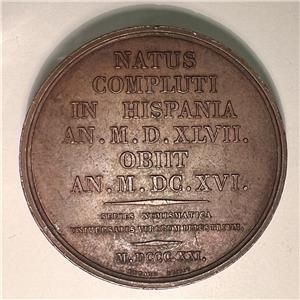 NATUS
COMPLUTI
IN HISPANIA
AN. M. D. XLVII.
OBIIT
AN. M. DC. XVI.
SERIES NUMISMATICA
UNIVERSALIS VIRORUM ILLUSTRIUM.
M. DCCC. XXI.